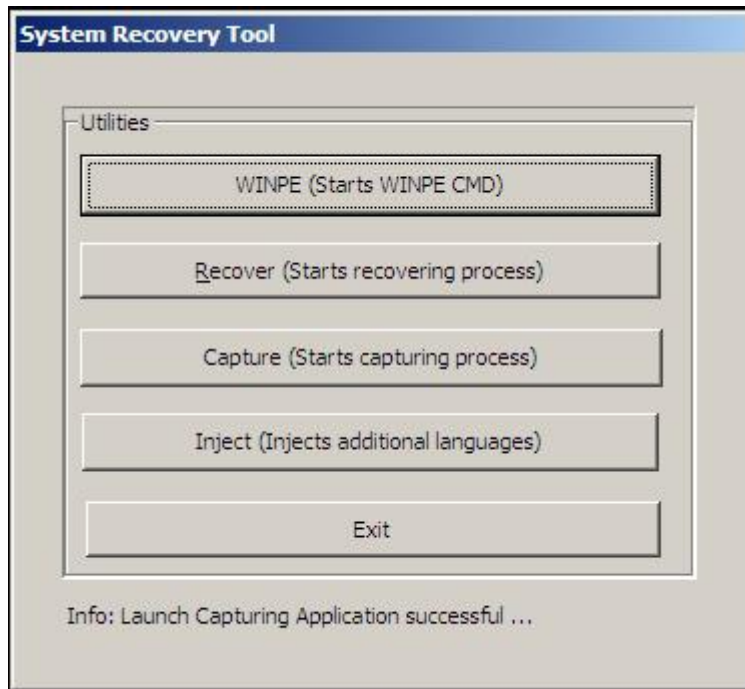 System Recovery Tool
Utilities
WINPE (Starts WINPE CMD)
Recover (Starts recovering process)
Capture (Starts capturing process)
Inject (Injects additional languages)
Exit
Info: Launch Capturing Application successful ...